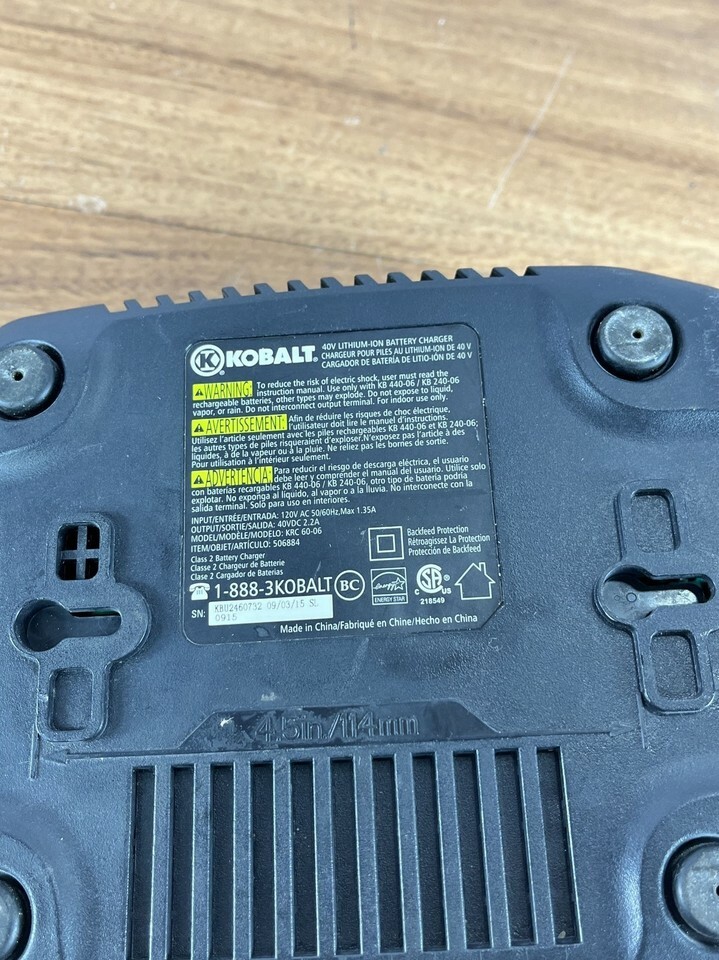 KOBALT.
40V LITHIUM-ION BATTERY CHARGER
CHARGEUR POUR PILES AU LITHIUM-ION DE 40 V
CARGADOR DE BATERÍA DE LITIO-IÓN DE 40 V
WARNING: To reduce the risk of electric shock, user must read the
instruction manual. Use only with KB 440-06 / KB 240-06
rechargeable batteries, other types may explode. Do not expose to liquid,
vapor, or rain. Do not interconnect output terminal. For indoor use only.
AVERTISSEMENT: Afin de réduire les risques de choc électrique,
l'utilisateur doit lire le manuel d'instructions.
Utilisez l'article seulement avec les piles rechargeables KB 440-06 et KB 240-06;
les autres types de piles risqueraient d'exploser.N'exposez pas l'article à des
liquides, à de la vapeur ou à la pluie. Ne reliez pas les bornes de sortie.
Pour utilisation à l'intérieur seulement.
ADVERTENCIA: Para reducir el riesgo de descarga eléctrica, el usuario
debe leer y comprender el manual del usuario. Utilice solo
con baterías recargables KB 440-06 / KB 240-06, otro tipo de batería podría
explotar. No exponga al líquido, al vapor o a la lluvia. No interconecte con la
salida terminal. Solo para uso en interiores.
INPUT/ENTRÉE/ENTRADA: 120V AC 50/60Hz,Max 1.35A
OUTPUT/SORTIE/SALIDA: 40VDC 2.2A
MODEL/MODÈLE/MODELO: KRC 60-06
ITEM/OBJET/ARTÍCULO: 506884
Class 2 Battery Charger
Classe 2 Chargeur de Batterie
Clase 2 Cargador de Baterías
Backfeed Protection
Rétroagissez La Protection
Protección de Backfeed
1-888-3KOBALT
BC
energy
ENERGY STAR
SA
C US
218549
SN: KBU2460732 09/03/15 SL
0915
Made in China/Fabriqué en Chine/Hecho en China
4.5in/114mm